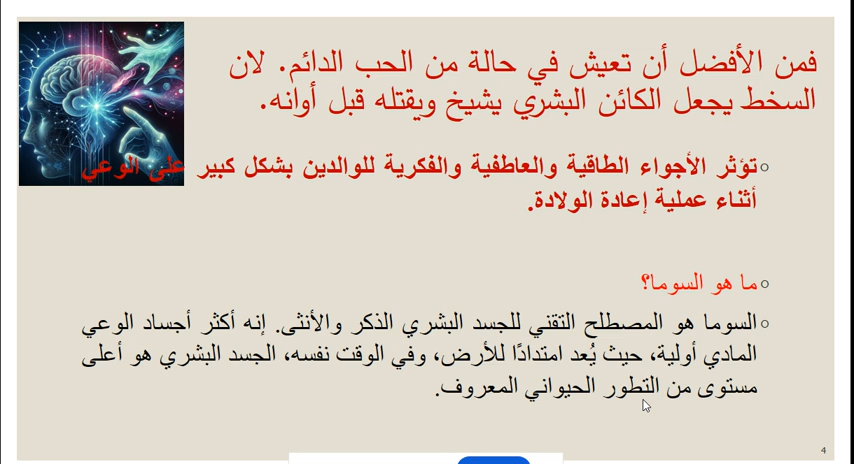 فمن الأفضل أن تعيش في حالة من الحب الدائم. لان
السخط يجعل الكائن البشري يشيخ ويقتله قبل أوانه.
تؤثر الأجواء الطاقية والعاطفية والفكرية للوالدين بشكل كبير على الوعي
أثناء عملية إعادة الولادة.
ما هو السوما؟
السوما هو المصطلح التقني للجسد البشري الذكر والأنثى. إنه أكثر أجساد الوعي
المادي أولية، حيث يُعد امتدادًا للأرض، وفي الوقت نفسه، الجسد البشري هو أعلى
مستوى من التطور الحيواني المعروف.
4